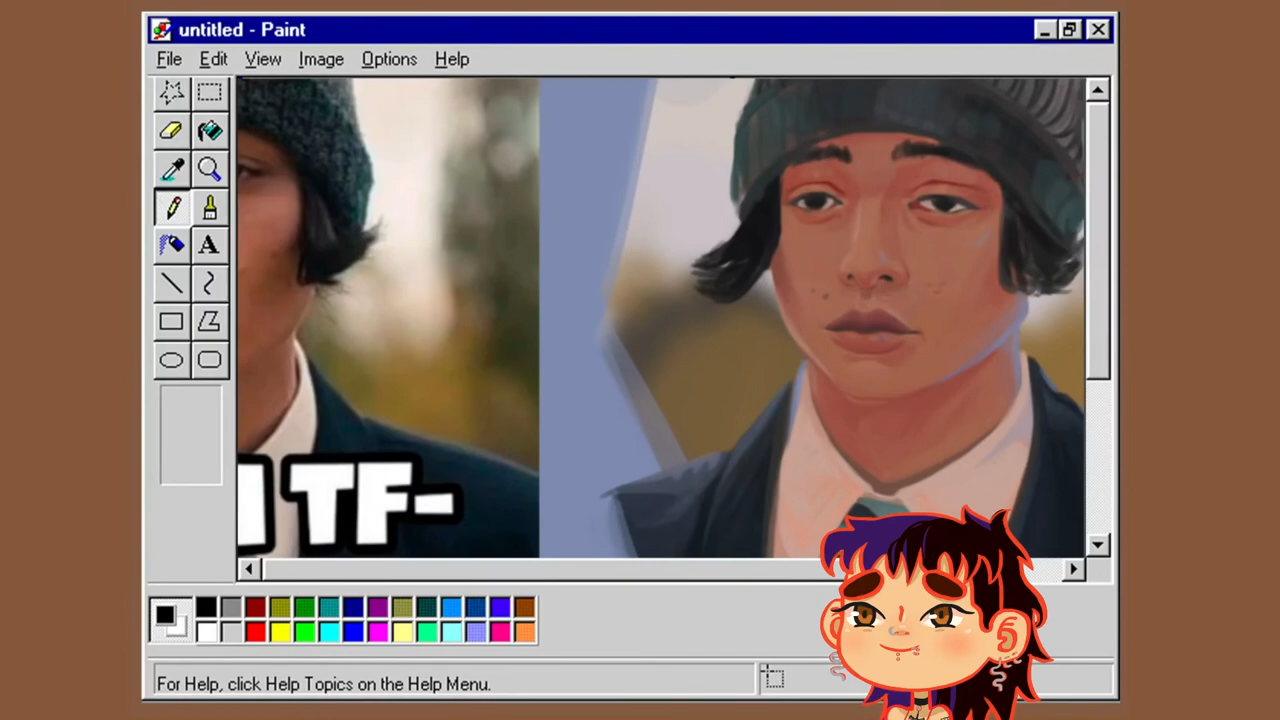 untitled - Paint
File Edit View Image Options Help
A
TF-
For Help, click Help Topics on the Help Menu.